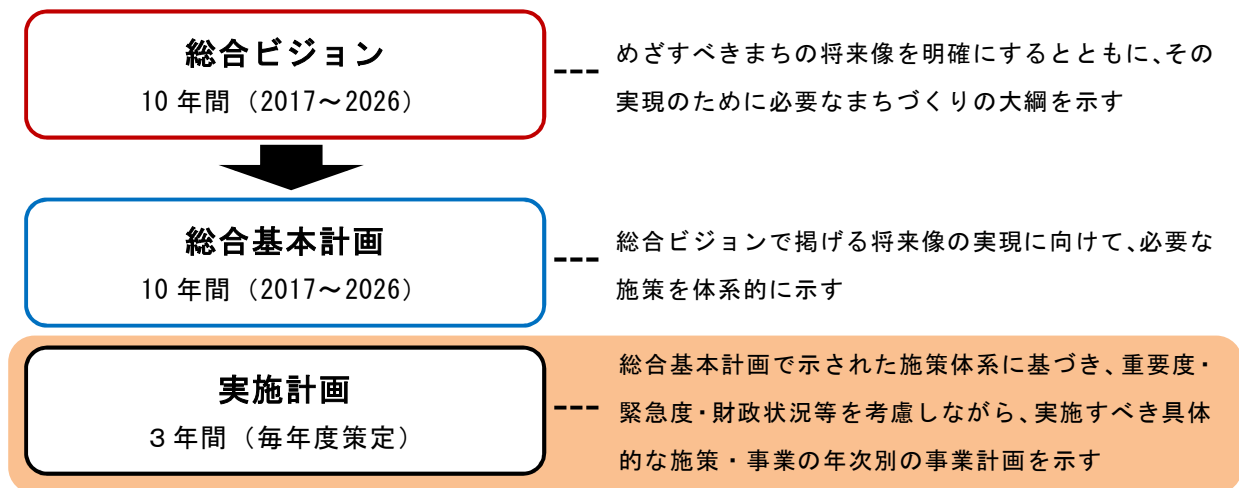 総合ビジョン
10年間（2017～2026）
--- めざすべきまちの将来像を明確にするとともに、その
実現のために必要なまちづくりの大綱を示す
総合基本計画
10年間（2017～2026）
--- 総合ビジョンで掲げる将来像の実現に向けて、必要な
施策を体系的に示す
実施計画
３年間（毎年度策定）
--- 総合基本計画で示された施策体系に基づき、重要度・
緊急度・財政状況等を考慮しながら、実施すべき具体
的な施策・事業の年次別の事業計画を示す